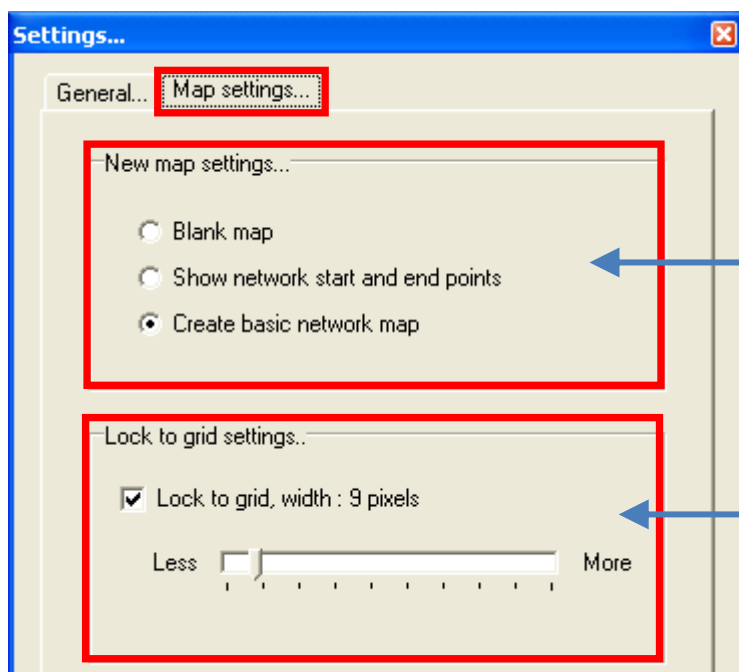 Settings...
General... Map settings...
New map settings...
Blank map
Show network start and end points
Create basic network map
Lock to grid settings..
Lock to grid, width : 9 pixels
Less More